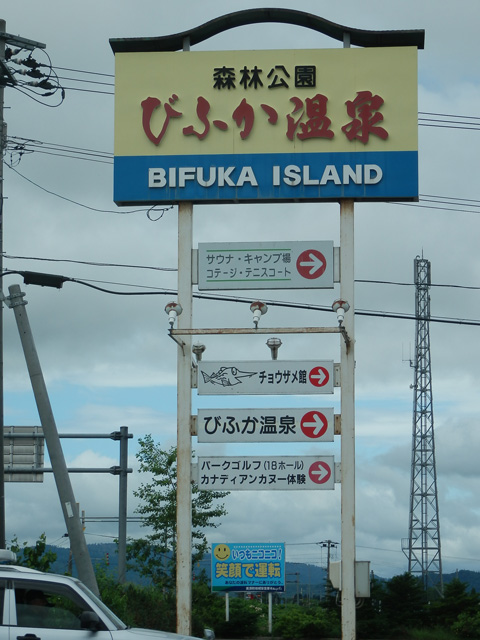 森林公園
びふか温泉
BIFUKA ISLAND
サウナ・キャンプ場
コテージ・テニスコート
チョウザメ館
びふか温泉
パークゴルフ(18ホール)
カナディアンカヌー体験
いつもニコニコ!
笑顔で運転